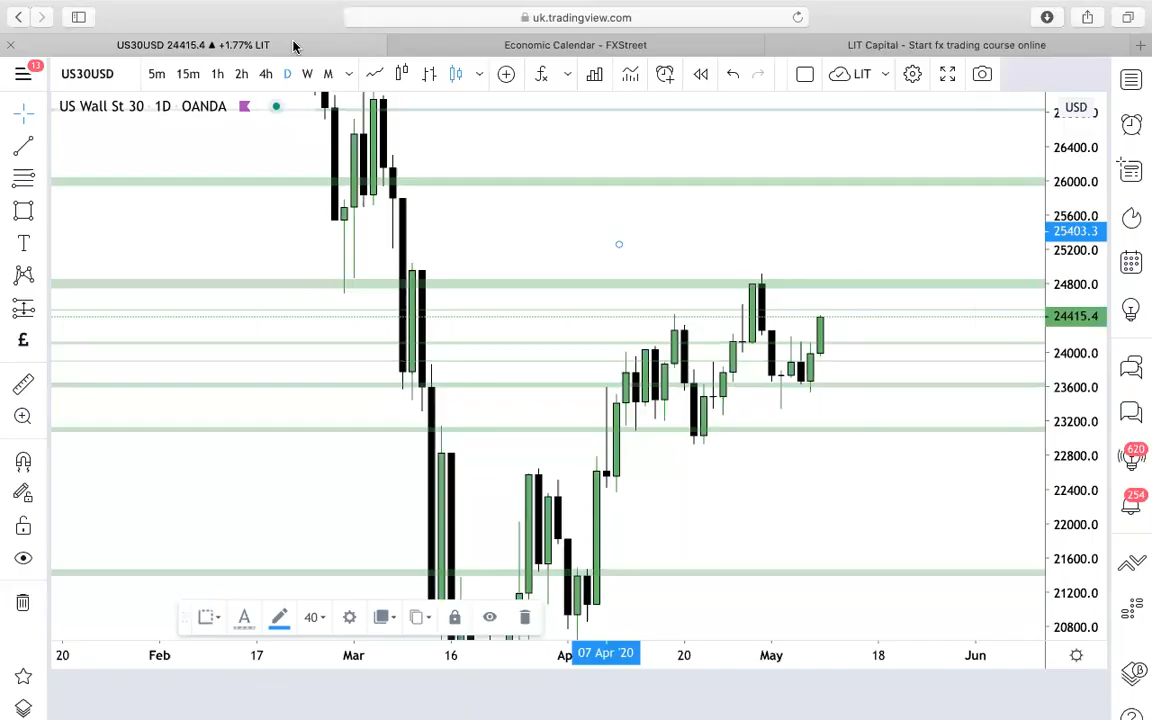 uk.tradingview.com
US30USD 24415.4 ▲ +1.77% LIT
Economic Calendar - FXStreet
LIT Capital - Start fx trading course online
13
US30USD
5m 15m 1h 2h 4h D W M
LIT
US Wall St 30 1D OANDA
USD
26400.0
26000.0
25600.0
25403.3
25200.0
24800.0
24415.4
24000.0
23600.0
23200.0
22800.0
22400.0
22000.0
21600.0
21200.0
20800.0
T
£
A
40
620
254
20 Feb 17 Mar 16 Ap 07 Apr '20 20 May 18 Jun